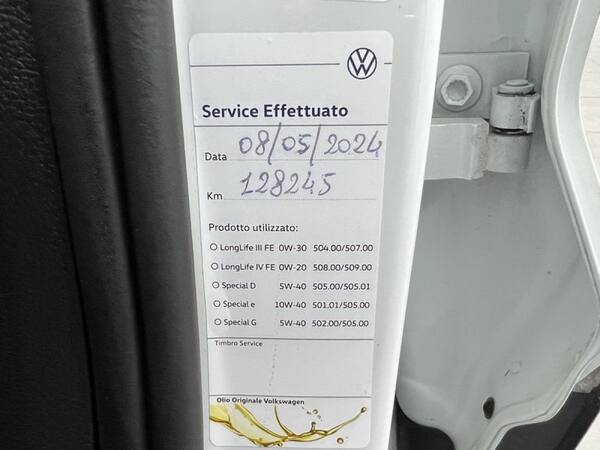 Service Effettuato
Data 08/05/2024
Km 128245
Prodotto utilizzato:
LongLife III FE 0W-30 504.00/507.00
LongLife IV FE 0W-20 508.00/509.00
Special D 5W-40 505.00/505.01
Special e 10W-40 501.01/505.00
Special G 5W-40 502.00/505.00
Timbro Service
Olio Originale Volkswagen